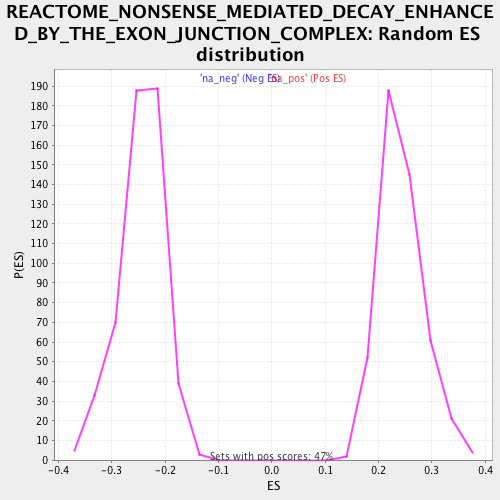 REACTOME_NONSENSE_MEDIATED_DECAY_ENHANCE
D_BY_THE_EXON_JUNCTION_COMPLEX: Random ES
distribution
'na_neg' (Neg ES)
'na_pos' (Pos ES)
190
180
170
160
150
140
130
120
110
100
90
80
70
60
50
40
30
20
10
0
P(ES)
Sets with pos scores: 47%
-0.4 -0.3 -0.2 -0.1 0.0 0.1 0.2 0.3 0.4
ES